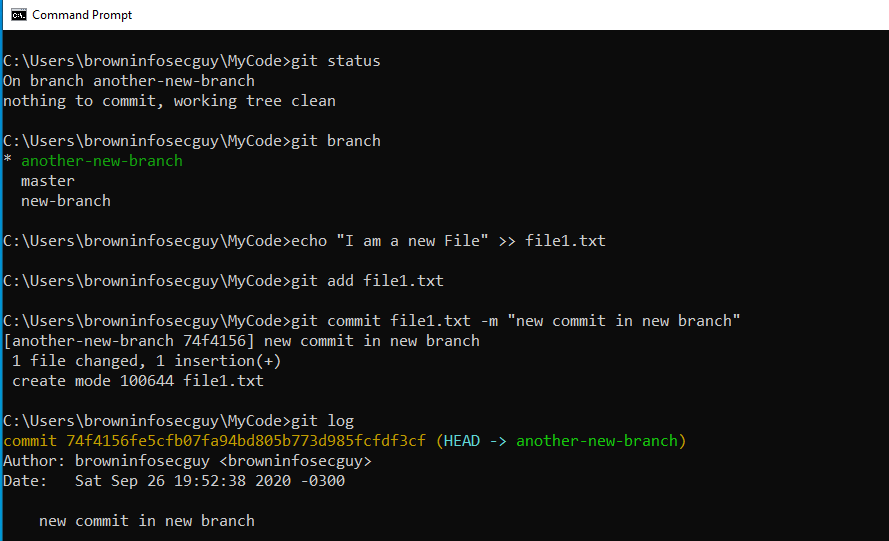 Command Prompt
C:\Users\browninfosecguy\MyCode>git status
On branch another-new-branch
nothing to commit, working tree clean
C:\Users\browninfosecguy\MyCode>git branch
* another-new-branch
  master
  new-branch
C:\Users\browninfosecguy\MyCode>echo "I am a new File" >> file1.txt
C:\Users\browninfosecguy\MyCode>git add file1.txt
C:\Users\browninfosecguy\MyCode>git commit file1.txt -m "new commit in new branch"
[another-new-branch 74f4156] new commit in new branch
 1 file changed, 1 insertion(+)
 create mode 100644 file1.txt
C:\Users\browninfosecguy\MyCode>git log
commit 74f4156fe5cfb07fa94bd805b773d985fcfdf3cf (HEAD -> another-new-branch)
Author: browninfosecguy <browninfosecguy>
Date:   Sat Sep 26 19:52:38 2020 -0300
    new commit in new branch